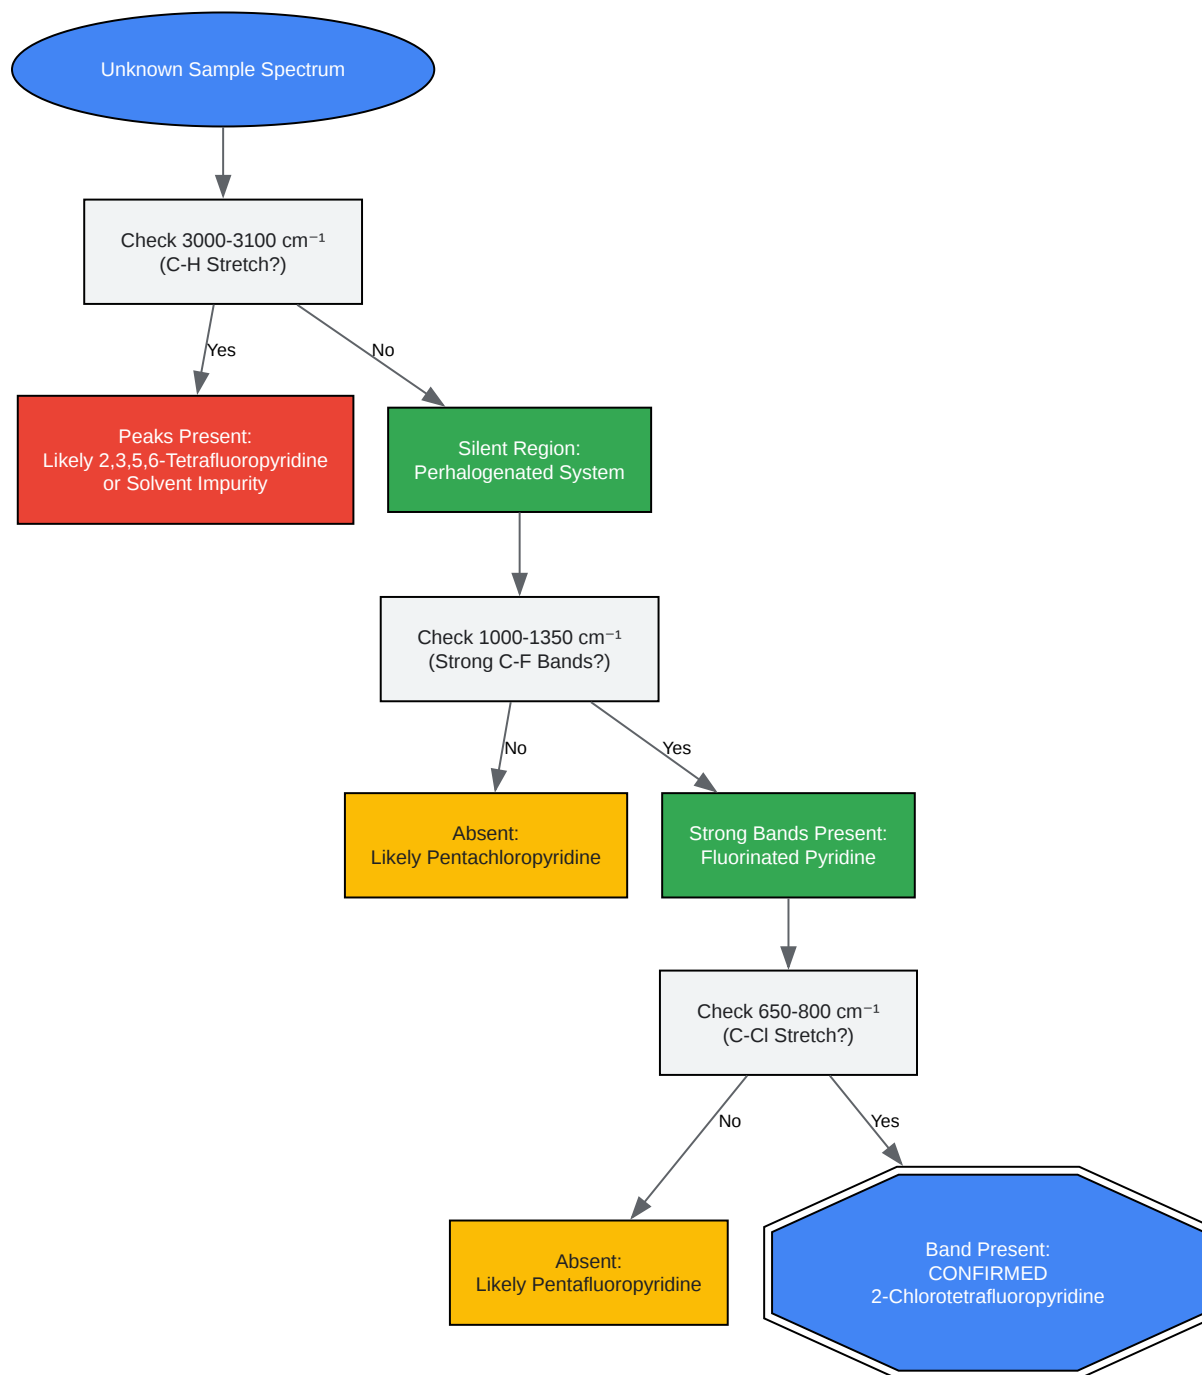 Unknown Sample Spectrum
Check 3000-3100 cm⁻¹
(C-H Stretch?)
Yes
No
Peaks Present:
Likely 2,3,5,6-Tetrafluoropyridine
or Solvent Impurity
Silent Region:
Perhalogenated System
Check 1000-1350 cm⁻¹
(Strong C-F Bands?)
No
Yes
Absent:
Likely Pentachloropyridine
Strong Bands Present:
Fluorinated Pyridine
Check 650-800 cm⁻¹
(C-Cl Stretch?)
No
Yes
Absent:
Likely Pentafluoropyridine
Band Present:
CONFIRMED
2-Chlorotetrafluoropyridine